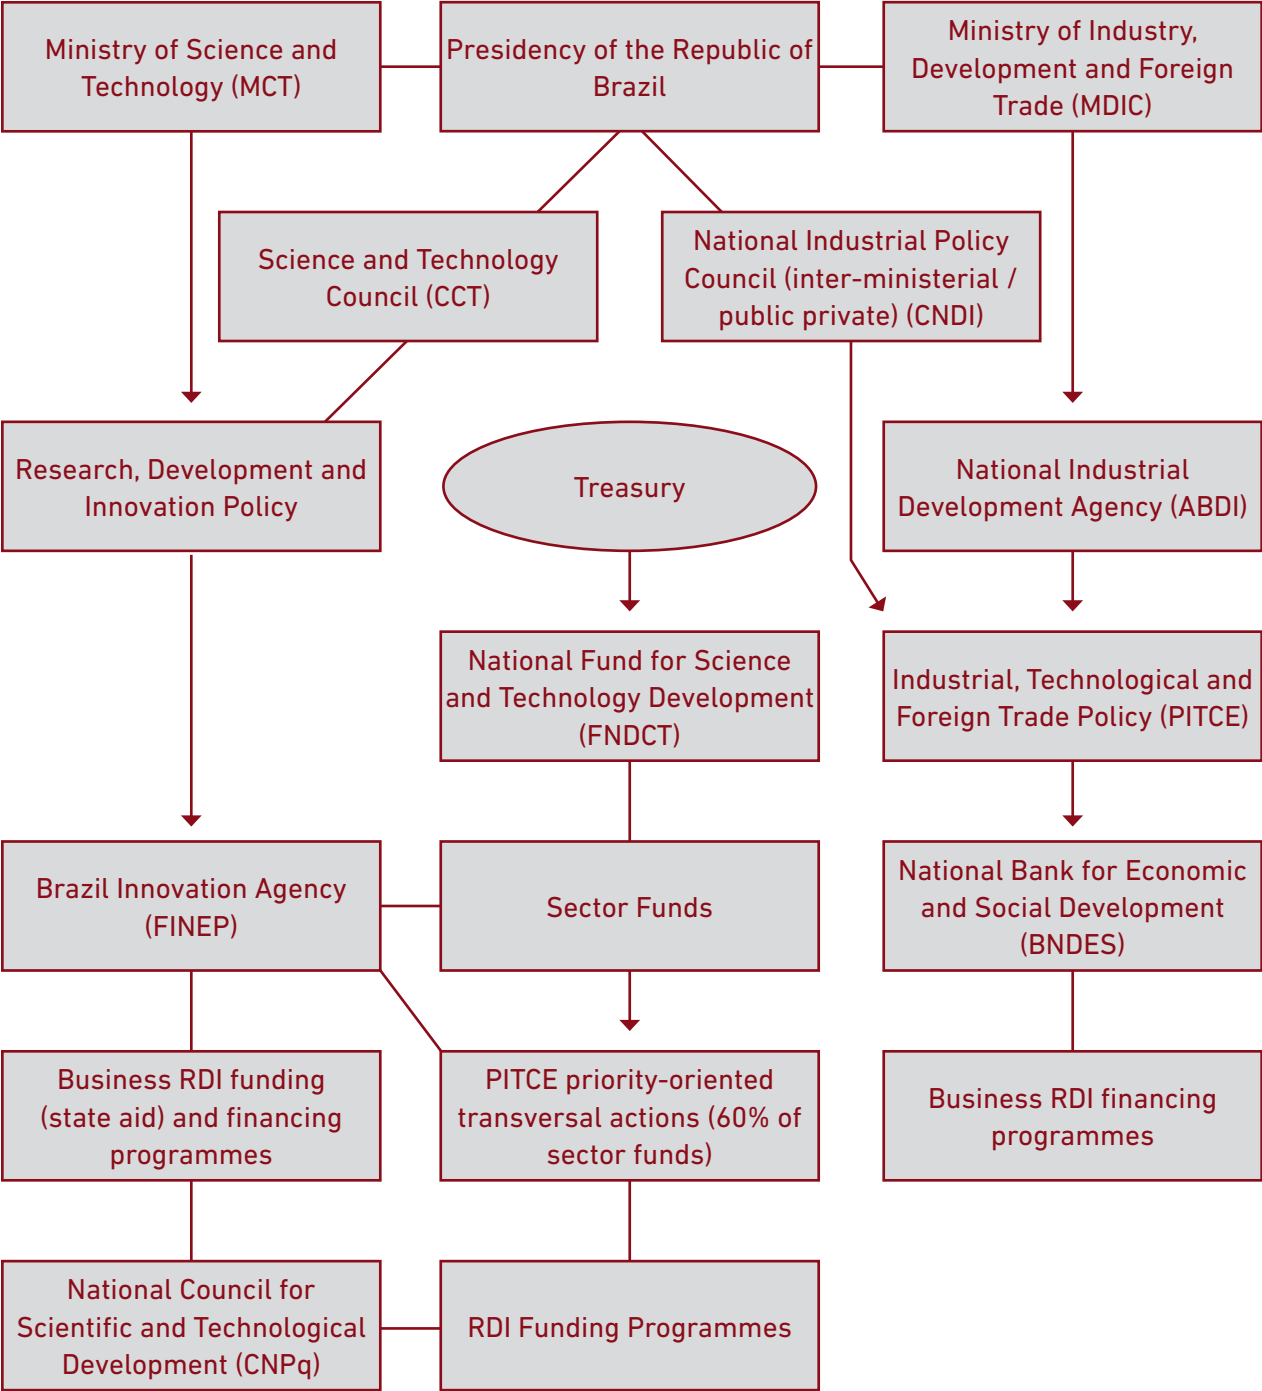 Ministry of Science and
Technology (MCT)
Presidency of the Republic of
Brazil
Ministry of Industry,
Development and Foreign
Trade (MDIC)
Science and Technology
Council (CCT)
National Industrial Policy
Council (inter-ministerial /
public private) (CNDI)
Research, Development and
Innovation Policy
Treasury
National Industrial
Development Agency (ABDI)
National Fund for Science
and Technology Development
(FNDCT)
Industrial, Technological and
Foreign Trade Policy (PITCE)
Brazil Innovation Agency
(FINEP)
Sector Funds
National Bank for Economic
and Social Development
(BNDES)
Business RDI funding
(state aid) and financing
programmes
PITCE priority-oriented
transversal actions (60% of
sector funds)
Business RDI financing
programmes
National Council for
Scientific and Technological
Development (CNPq)
RDI Funding Programmes